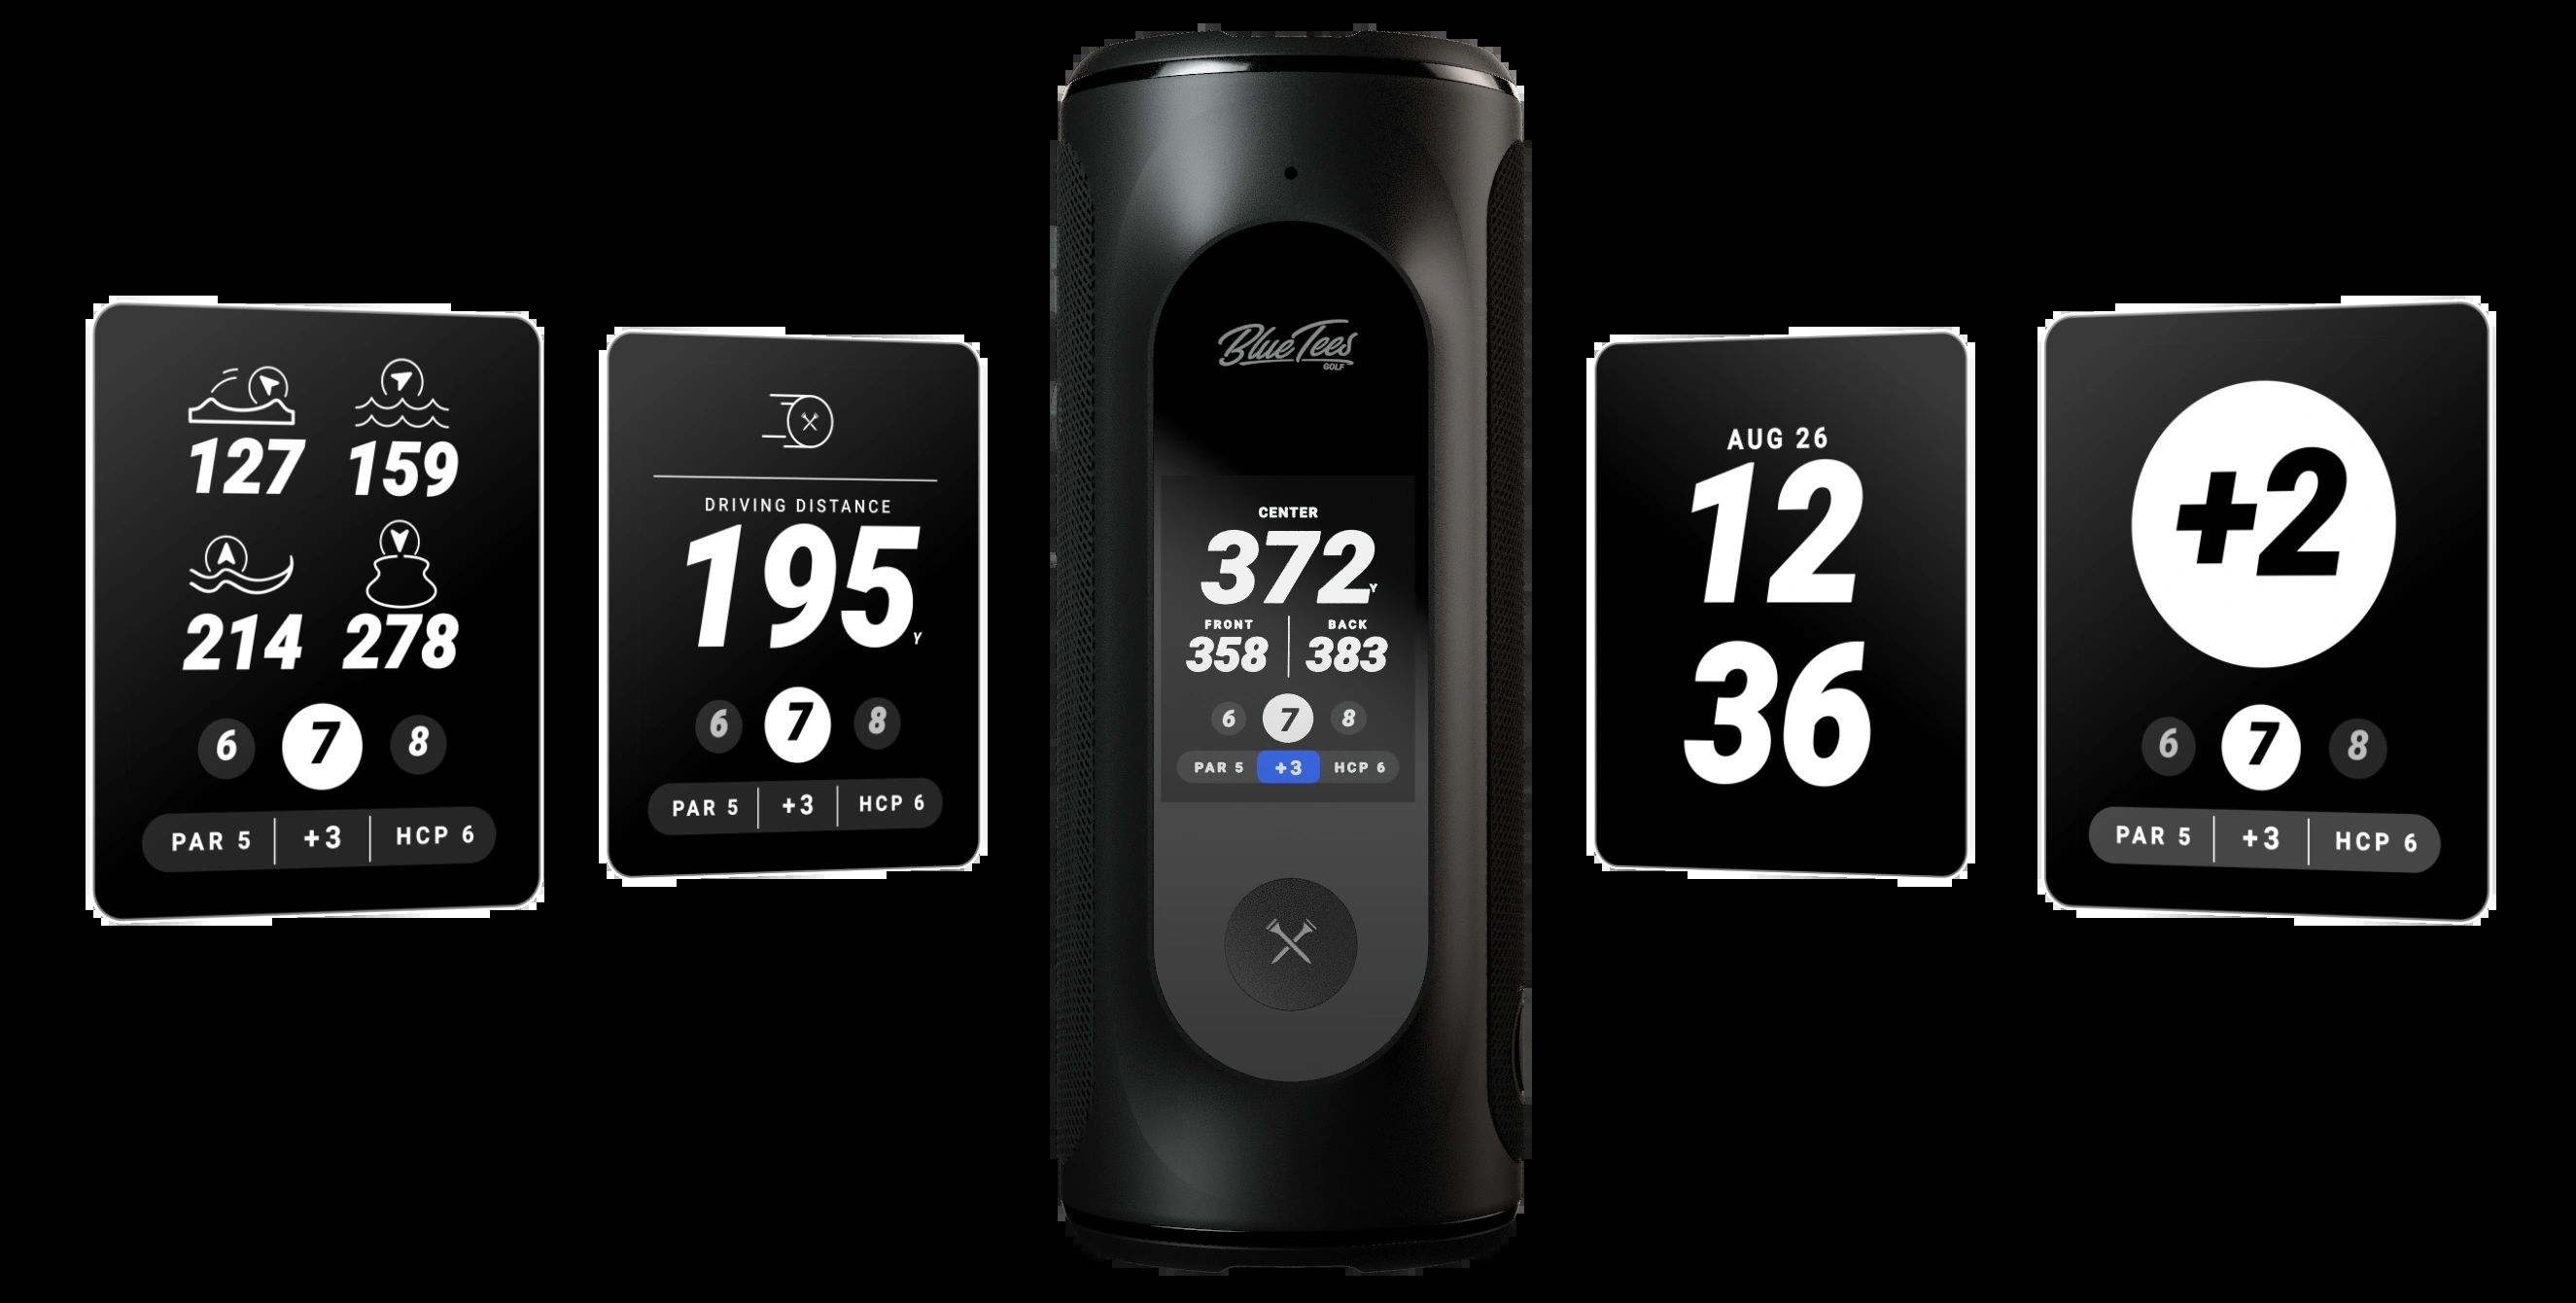 127 159
214 278
6 7 8
PAR 5 +3 HCP 6
DRIVING DISTANCE
195Y
6 7 8
PAR 5 +3 HCP 6
Blue Tees
GOLF
CENTER
372Y
FRONT BACK
358 383
6 7 8
PAR 5 +3 HCP 6
AUG 26
12
36
+2
6 7 8
PAR 5 +3 HCP 6